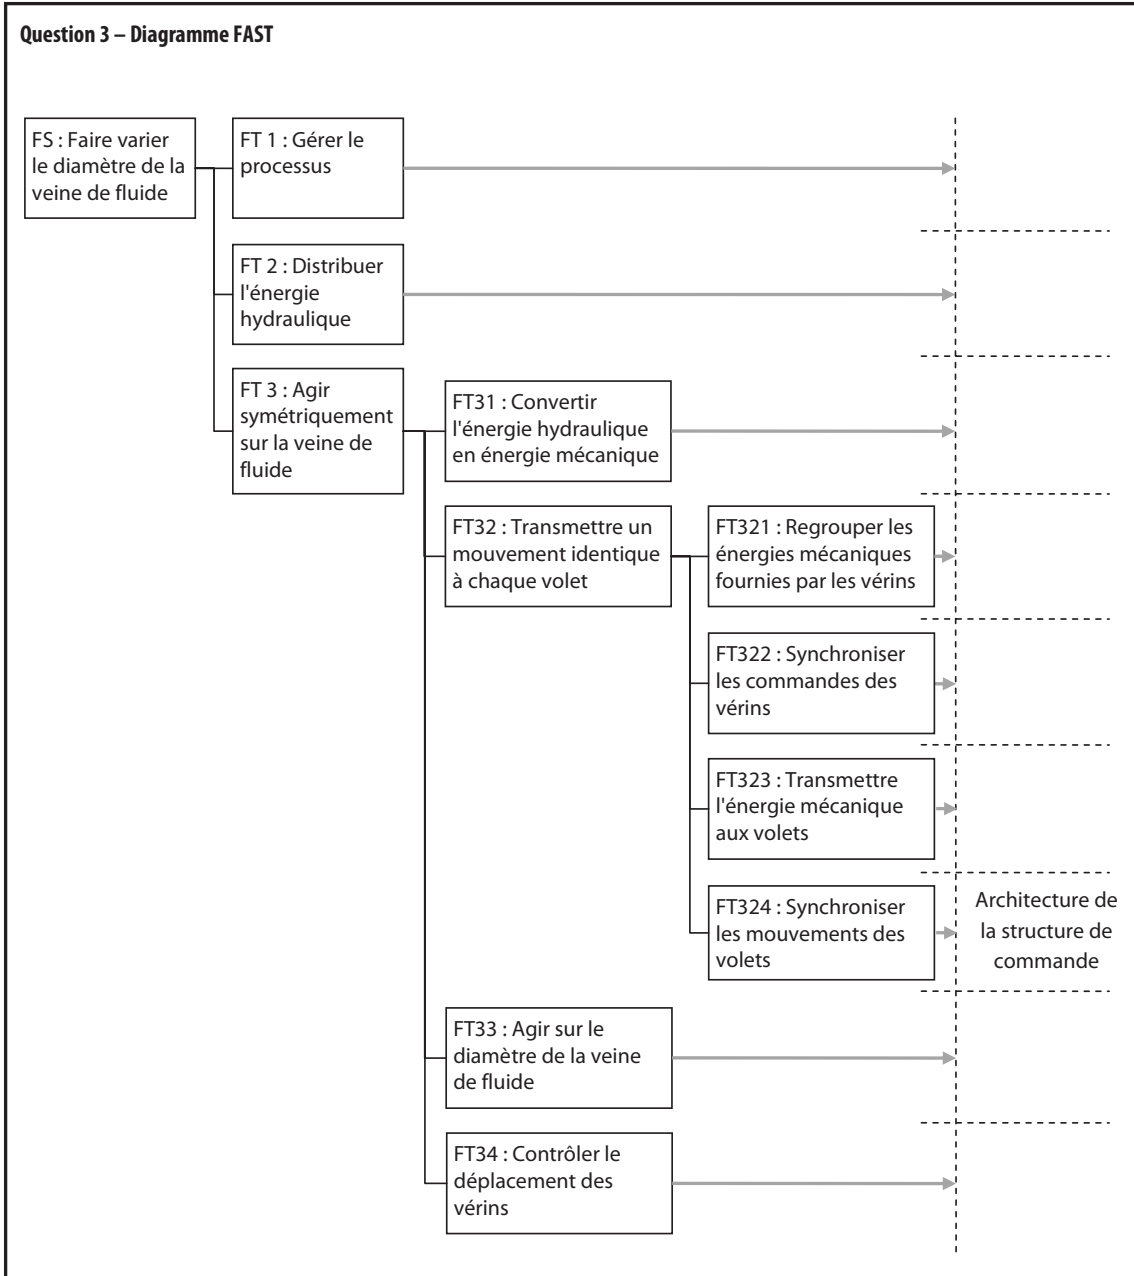 Question 3 – Diagramme FAST
FS : Faire varier
le diamètre de la
veine de fluide
FT 1 : Gérer le
processus
FT 2 : Distribuer
l'énergie
hydraulique
FT 3 : Agir
symétriquement
sur la veine de
fluide
FT31 : Convertir
l'énergie hydraulique
en énergie mécanique
FT32 : Transmettre un
mouvement identique
à chaque volet
FT321 : Regrouper les
énergies mécaniques
fournies par les vérins
FT322 : Synchroniser
les commandes des
vérins
FT323 : Transmettre
l'énergie mécanique
aux volets
FT324 : Synchroniser
les mouvements des
volets
Architecture de
la structure de
commande
FT33 : Agir sur le
diamètre de la veine
de fluide
FT34 : Contrôler le
déplacement des
vérins